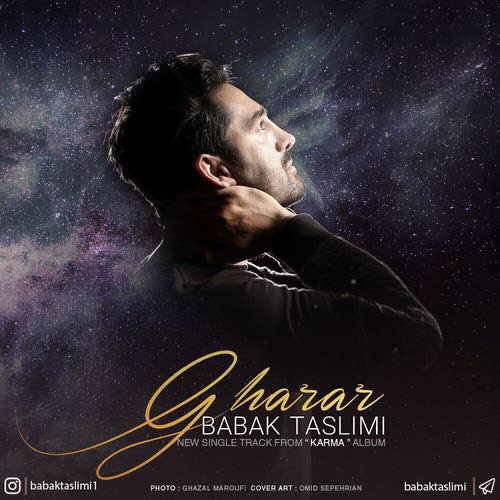 Gharar
BABAK TASLIMI
NEW SINGLE TRACK FROM “ KARMA ” ALBUM
babaktaslimi1
PHOTO : GHAZAL MAROUFI COVER ART : OMID SEPEHRIAN
babaktaslimi